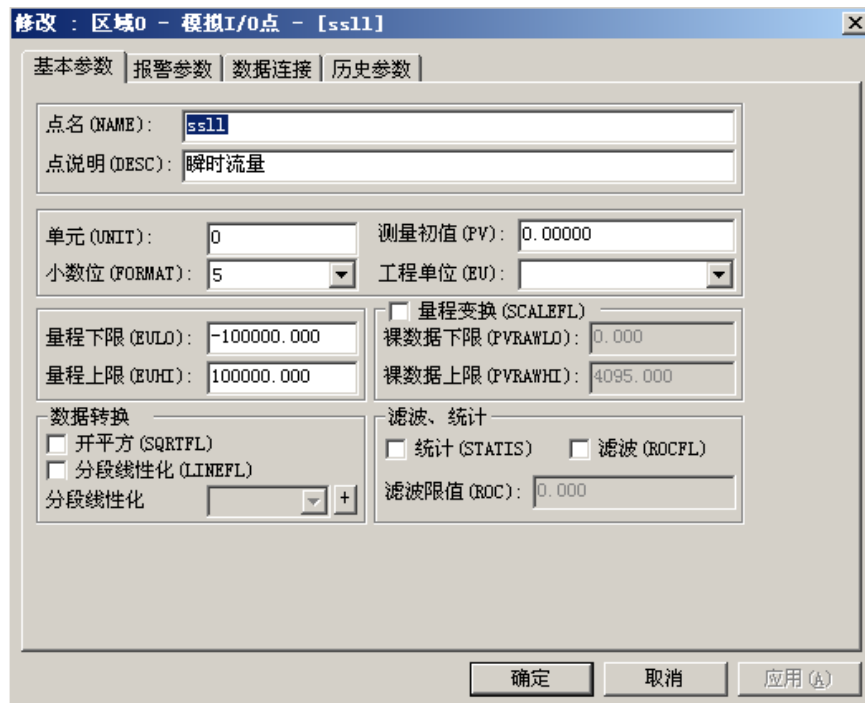 修改 : 区域0 - 模拟I/O点 - [ssll]
基本参数 报警参数 数据连接 历史参数
点名(NAME): ssll
点说明(DESC): 瞬时流量
单元(UNIT): 0 测量初值(PV): 0.00000
小数位(FORMAT): 5 工程单位(EU):
量程变换(SCALEFL)
量程下限(EULO): -100000.000 裸数据下限(PVRAWLO): 0.000
量程上限(EUHI): 100000.000 裸数据上限(PVRAWHI): 4095.000
数据转换 滤波、统计
开平方(SQRTFL) 统计(STATIS) 滤波(ROCFL)
分段线性化(LINEFL)
分段线性化 + 滤波限值(ROC): 0.000
确定 取消 应用(A)